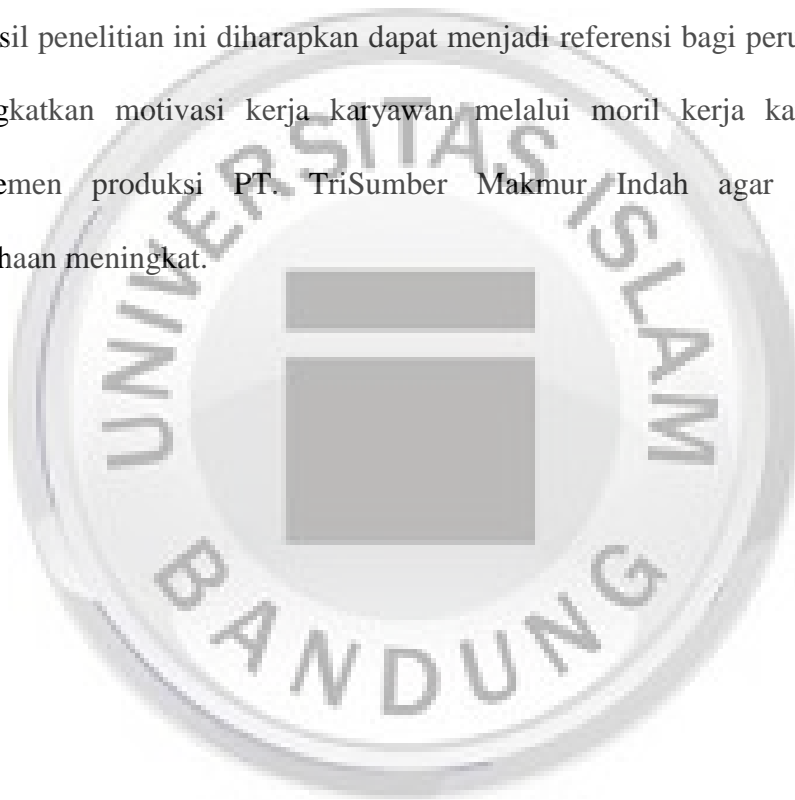 sil penelitian ini diharapkan dapat menjadi referensi bagi peru
gkatkan motivasi kerja karyawan melalui moril kerja ka
emen produksi PT. TriSumber Makmur Indah agar
haan meningkat.
UNIVERSITAS ISLAM
BANDUNG